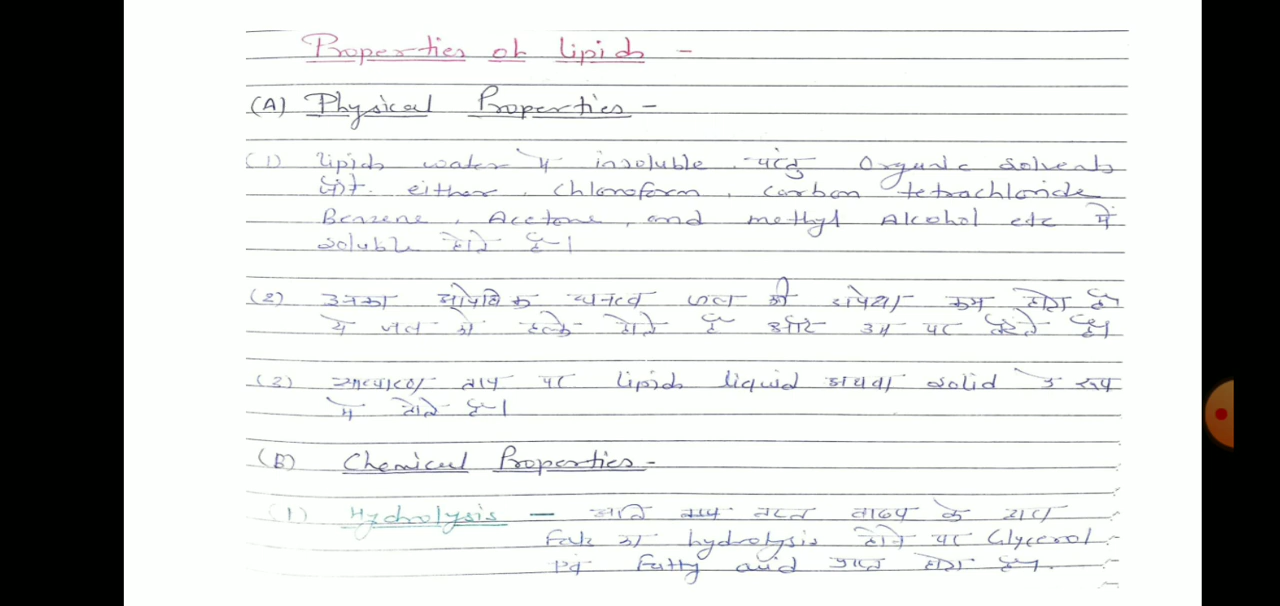 Properties of lipids -
(A) Physical Properties -
(1) lipids water में insoluble परंतु Organic solvents
जैसे. either, chloroform, carbon tetrachloride
Benzene, Acetone, and methyl Alcohol etc में
soluble होते है।
(2) उनका आपेक्षिक घनत्व जल की अपेक्षा कम होता है
ये जल से हल्के होते है और उस पर तैरते है।
(3) सामान्य ताप पर lipids liquid अथवा solid के रूप
में होते है।
(B) Chemical Properties -
(1) Hydrolysis - अति ताप के द्वारा
Fats का hydrolysis होने पर Glycerol
एवं Fatty acid प्राप्त होता है।